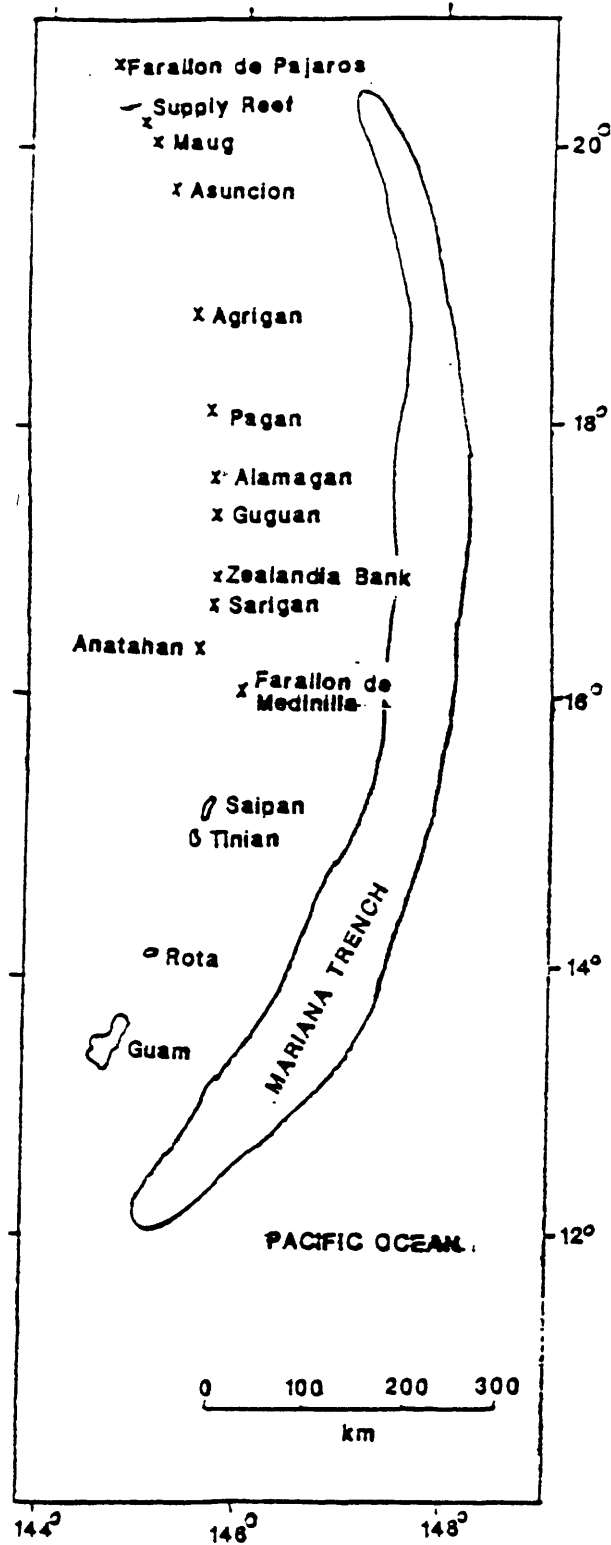 Farallon de Pajaros
Supply Reef
Maug
20°
Asuncion
Agrigan
Pagan
18°
Alamagan
Guguan
Zealandia Bank
Sarigan
Anatahan
Farallon de
Medinilla
16°
Saipan
Tinian
MARIANA TRENCH
Rota
14°
Guam
PACIFIC OCEAN
12°
0 100 200 300
km
144° 146° 148°